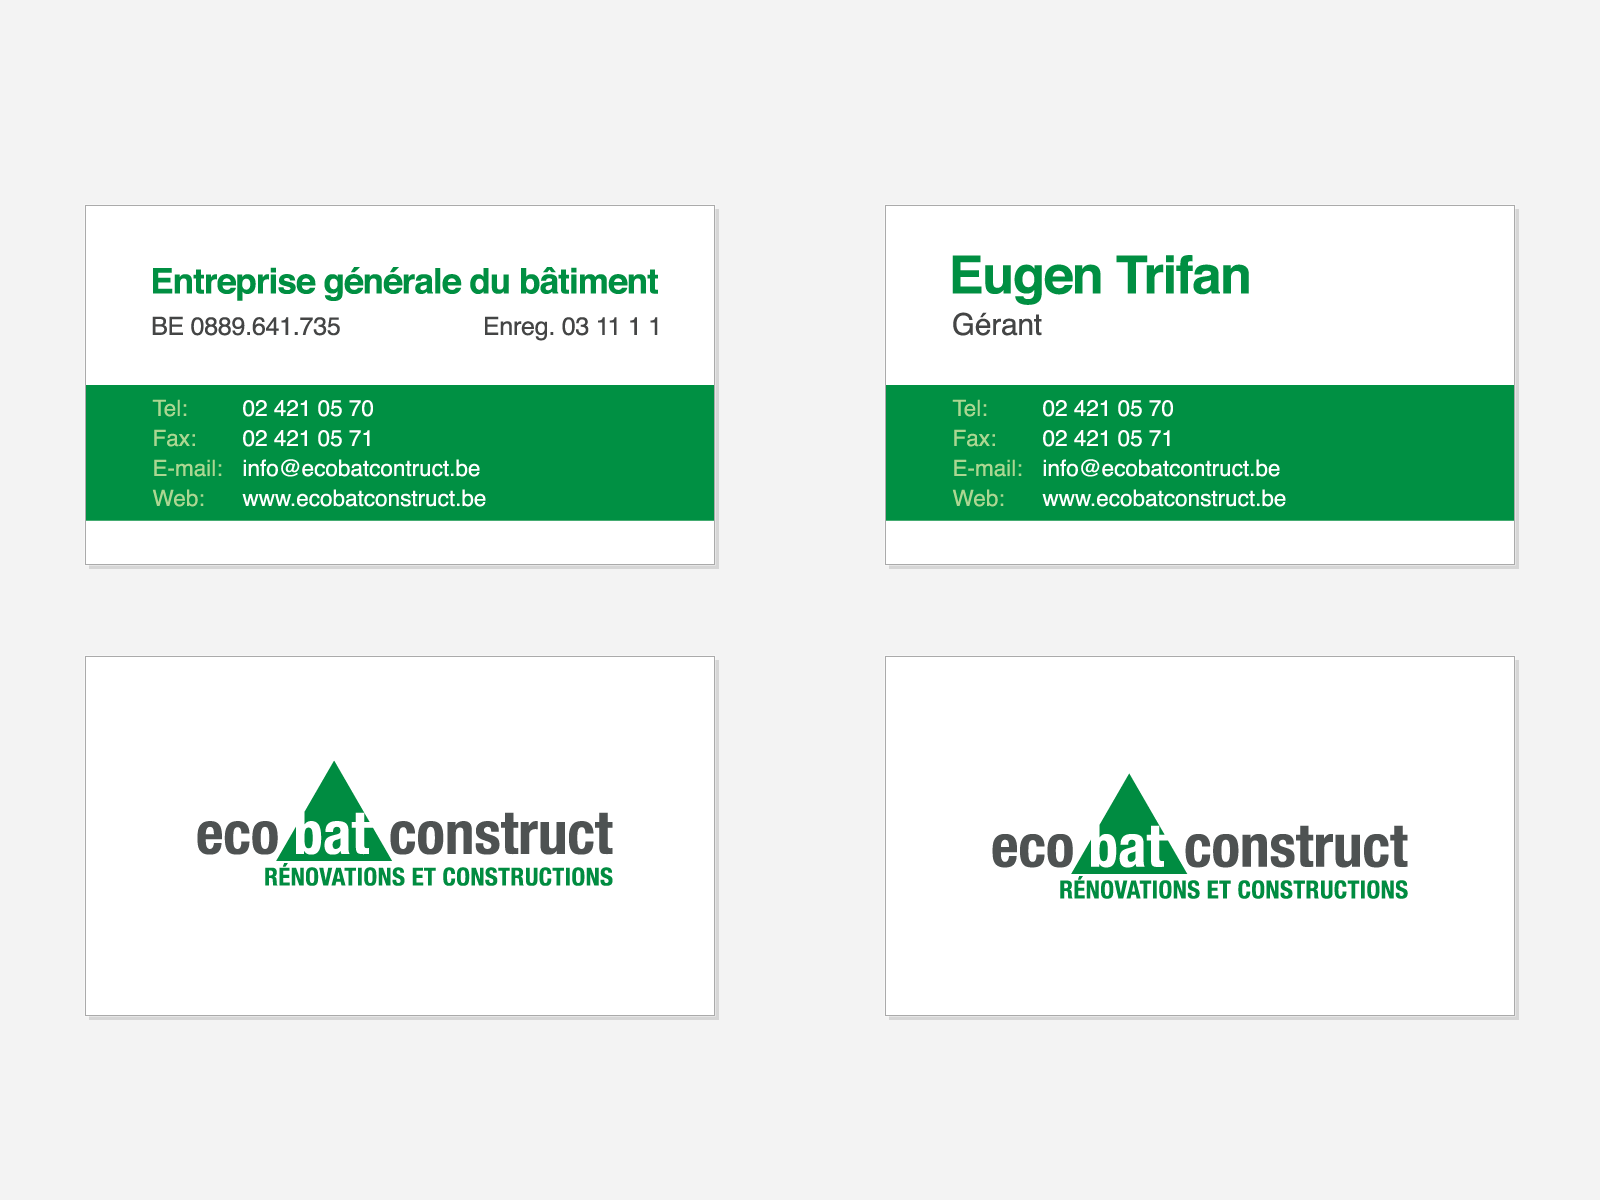 Entreprise générale du bâtiment
BE 0889.641.735 Enreg. 03 11 1 1
Tel: 02 421 05 70
Fax: 02 421 05 71
E-mail: info@ecobatcontruct.be
Web: www.ecobatconstruct.be
Eugen Trifan
Gérant
Tel: 02 421 05 70
Fax: 02 421 05 71
E-mail: info@ecobatcontruct.be
Web: www.ecobatconstruct.be
eco bat construct
RÉNOVATIONS ET CONSTRUCTIONS
eco bat construct
RÉNOVATIONS ET CONSTRUCTIONS